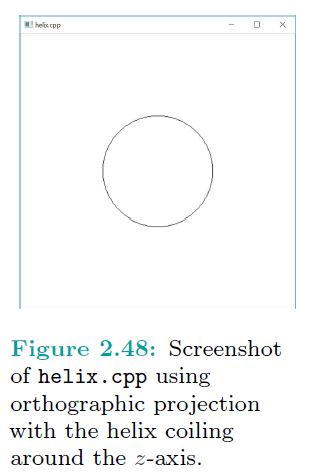 helix.cpp
Figure 2.48: Screenshot
of helix.cpp using
orthographic projection
with the helix coiling
around the z-axis.